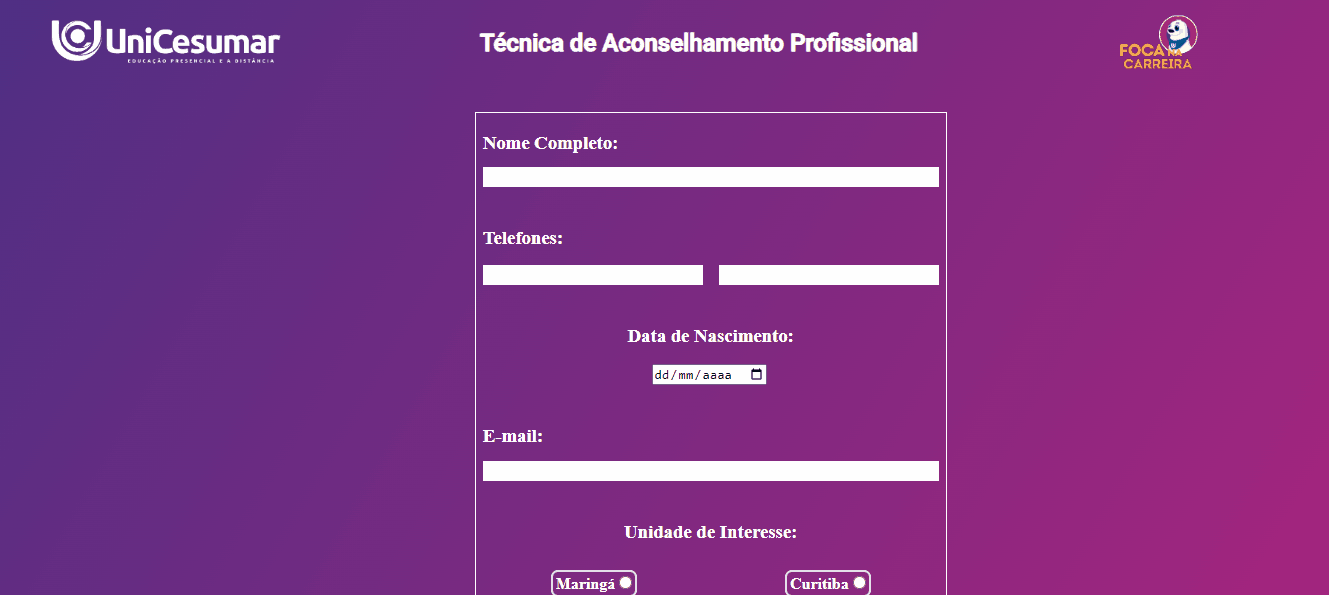 UniCesumar
EDUCAÇÃO PRESENCIAL E A DISTÂNCIA
Técnica de Aconselhamento Profissional
FOCA NA
CARREIRA
Nome Completo:
Telefones:
Data de Nascimento:
dd/mm/aaaa
E-mail:
Unidade de Interesse:
Maringá
Curitiba